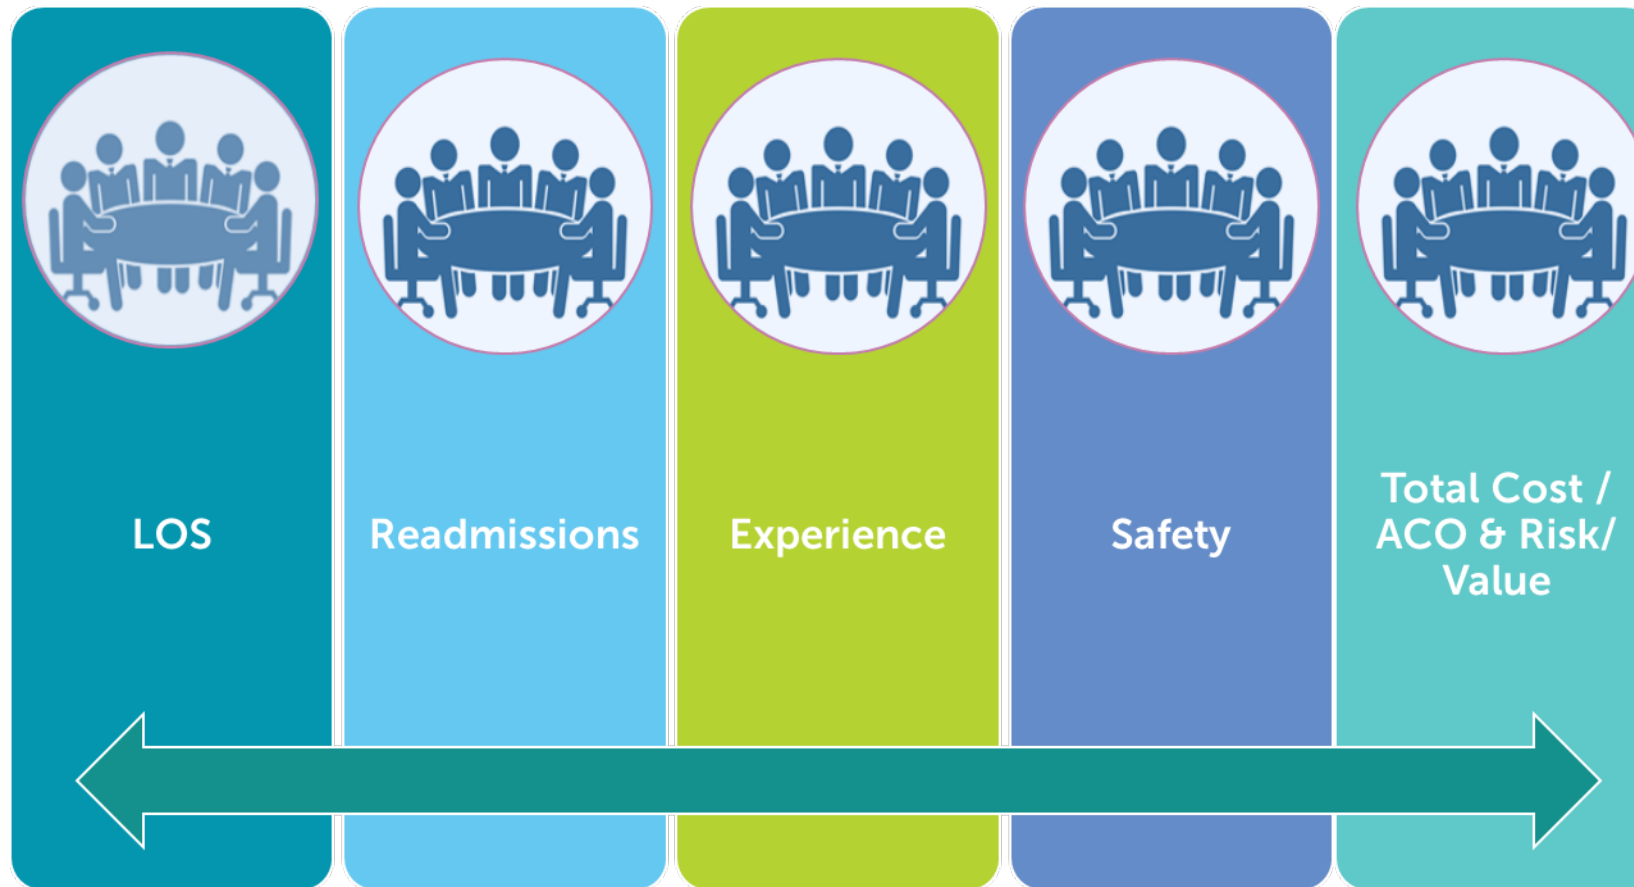 LOS
Readmissions
Experience
Safety
Total Cost /
ACO & Risk/
Value